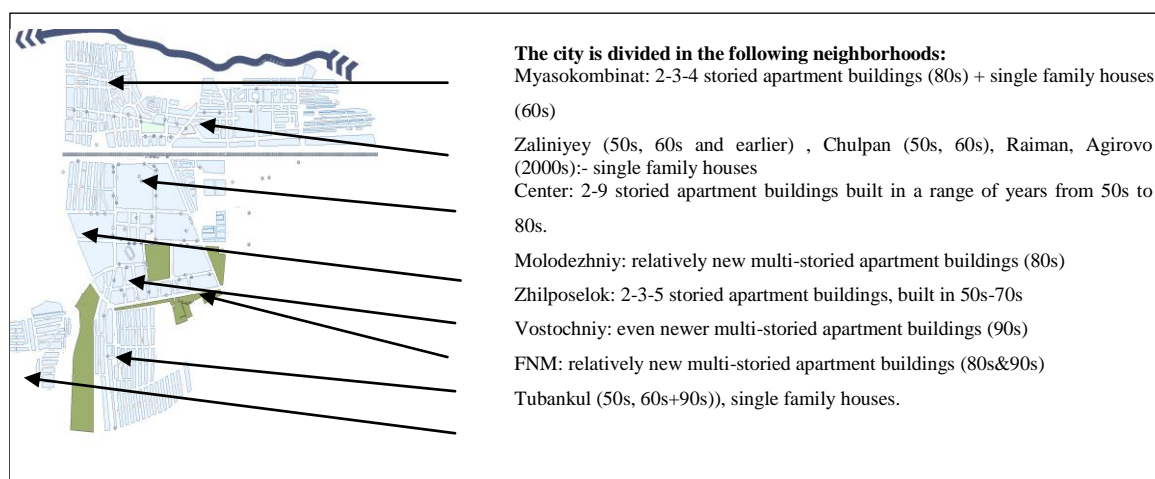 The city is divided in the following neighborhoods:
Myasokombinat: 2-3-4 storied apartment buildings (80s) + single family houses
(60s)
Zaliniyey (50s, 60s and earlier) , Chulpan (50s, 60s), Raiman, Agirovo
(2000s):- single family houses
Center: 2-9 storied apartment buildings built in a range of years from 50s to
80s.
Molodezhniy: relatively new multi-storied apartment buildings (80s)
Zhilposelok: 2-3-5 storied apartment buildings, built in 50s-70s
Vostochniy: even newer multi-storied apartment buildings (90s)
FNM: relatively new multi-storied apartment buildings (80s&90s)
Tubankul (50s, 60s+90s)), single family houses.